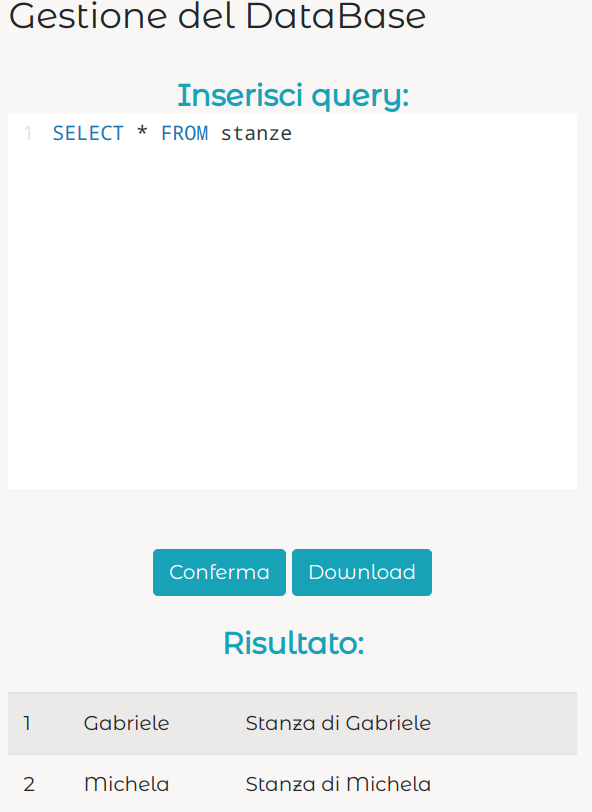 Gestione del DataBase
Inserisci query:
1 SELECT * FROM stanze
Conferma Download
Risultato:
1 Gabriele Stanza di Gabriele
2 Michela Stanza di Michela